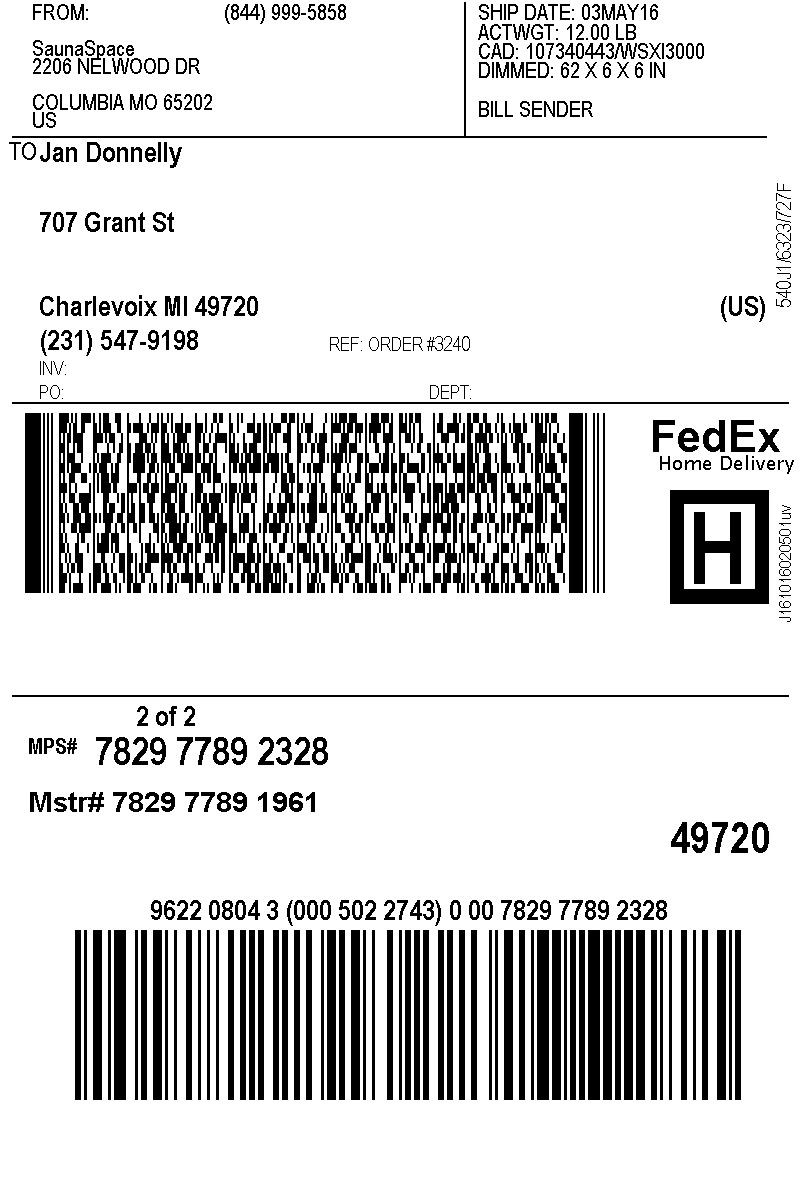 FROM: (844) 999-5858
SaunaSpace
2206 NELWOOD DR
COLUMBIA MO 65202
US
SHIP DATE: 03MAY16
ACTWGT: 12.00 LB
CAD: 107340443/WSXI3000
DIMMED: 62 X 6 X 6 IN
BILL SENDER
TO Jan Donnelly
707 Grant St
Charlevoix MI 49720 (US)
(231) 547-9198 REF: ORDER #3240
INV:
PO: DEPT:
540J1/6323/727F
FedEx
Home Delivery
H
J161016020501uv
2 of 2
MPS# 7829 7789 2328
Mstr# 7829 7789 1961
49720
9622 0804 3 (000 502 2743) 0 00 7829 7789 2328